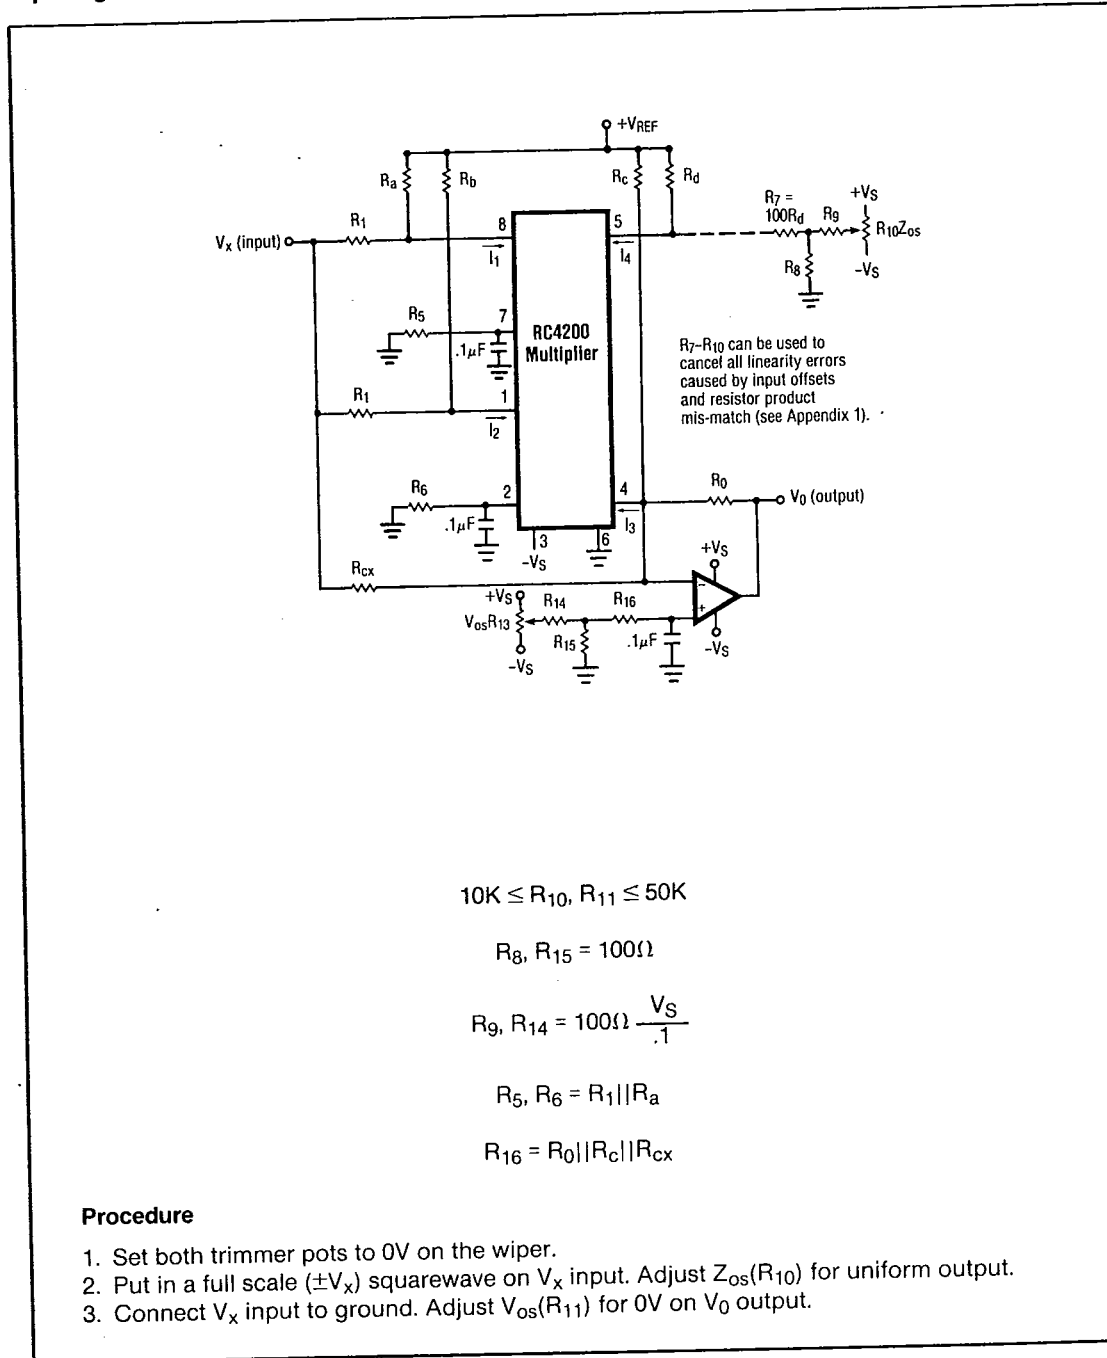 +VREF
Ra
Rb
Rc
Rd
R7 =
100Rd
R9
+VS
R10Zos
R8
-VS
Vx (input)
R1
8
I1
5
I4
R5
7
.1μF
RC4200
Multiplier
R7-R10 can be used to
cancel all linearity errors
caused by input offsets
and resistor product
mis-match (see Appendix 1).
R1
1
I2
R6
2
.1μF
3
-VS
6
4
I3
R0
V0 (output)
Rcx
+VS
-
+
-VS
+VS
VosR13
-VS
R14
R15
R16
.1μF
10K ≤ R10, R11 ≤ 50K
R8, R15 = 100Ω
R9, R14 = 100Ω VS/.1
R5, R6 = R1||Ra
R16 = R0||Rc||Rcx
Procedure
1. Set both trimmer pots to 0V on the wiper.
2. Put in a full scale (±Vx) squarewave on Vx input. Adjust Zos(R10) for uniform output.
3. Connect Vx input to ground. Adjust Vos(R11) for 0V on V0 output.